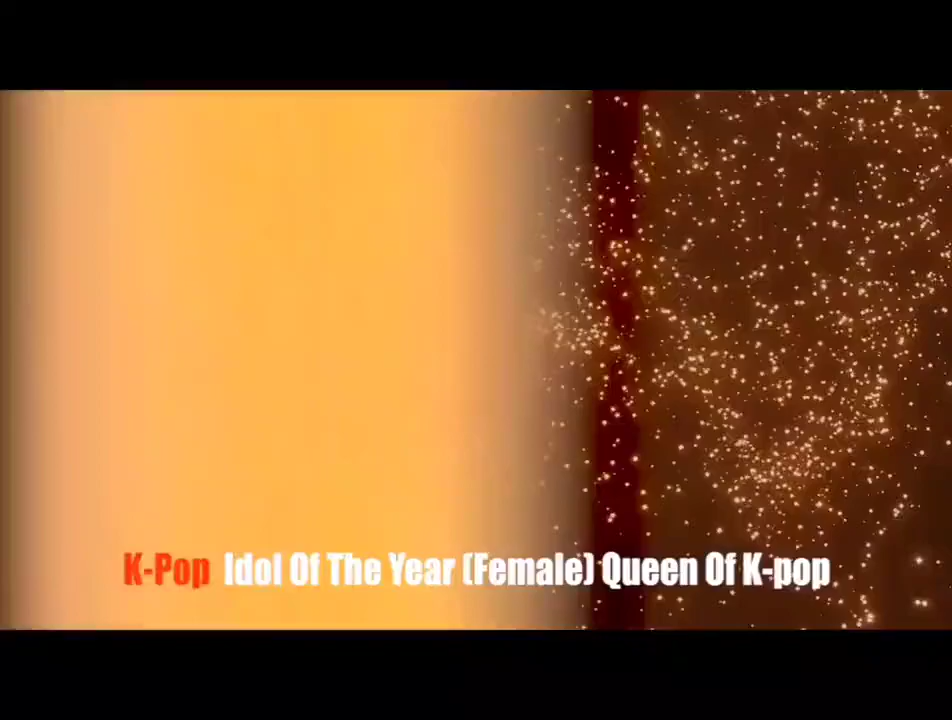 K-Pop Idol Of The Year (Female) Queen Of K-pop